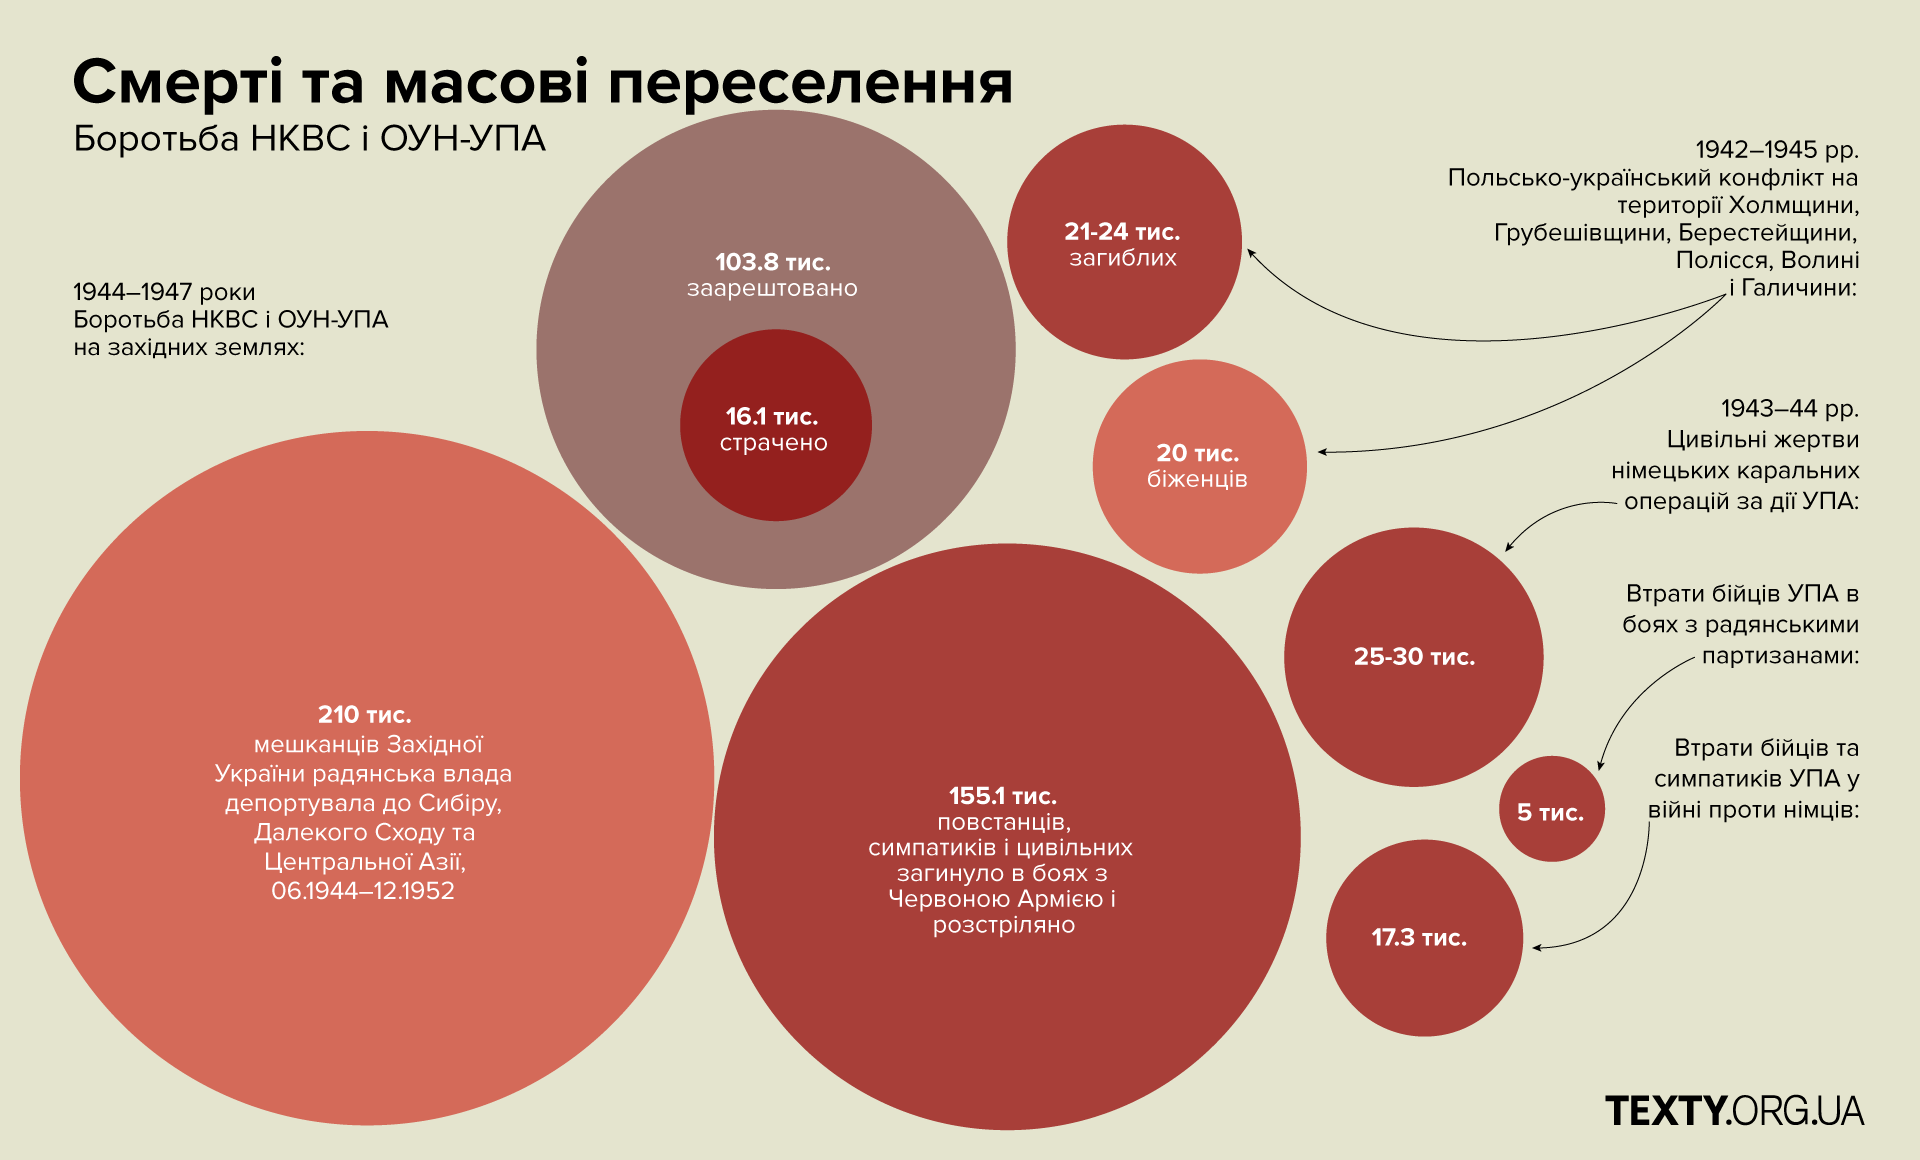 Смерті та масові переселення
Боротьба НКВС і ОУН-УПА
1944–1947 роки
Боротьба НКВС і ОУН-УПА
на західних землях:
103.8 тис.
заарештовано
16.1 тис.
страчено
210 тис.
мешканців Західної
України радянська влада
депортувала до Сибіру,
Далекого Сходу та
Центральної Азії,
06.1944–12.1952
155.1 тис.
повстанців,
симпатиків і цивільних
загинуло в боях з
Червоною Армією і
розстріляно
1942–1945 рр.
Польсько-український конфлікт на
території Холмщини,
Грубешівщини, Берестейщини,
Полісся, Волині
і Галичини:
21-24 тис.
загиблих
20 тис.
біженців
1943–44 рр.
Цивільні жертви
німецьких каральних
операцій за дії УПА:
25-30 тис.
Втрати бійців УПА в
боях з радянськими
партизанами:
5 тис.
Втрати бійців та
симпатиків УПА у
війні проти німців:
17.3 тис.
TEXTY.ORG.UA